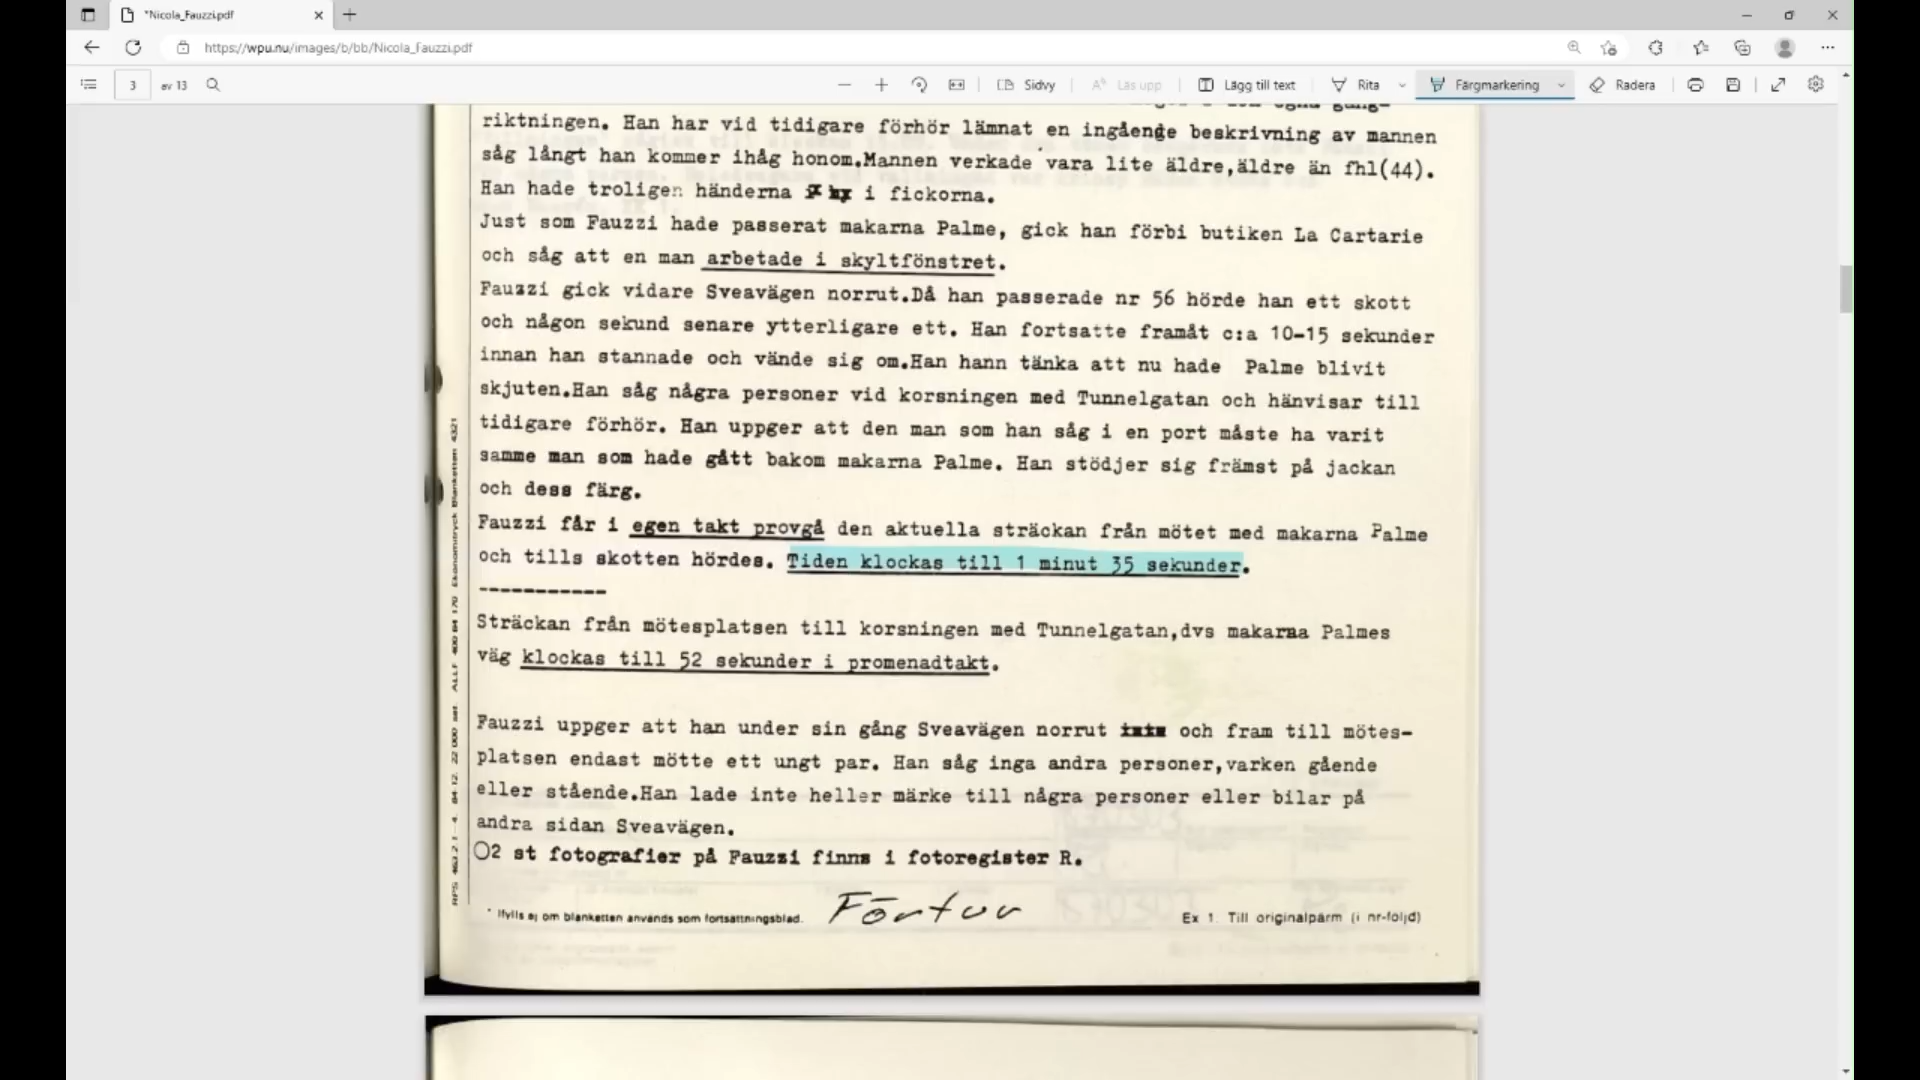 *Nicola_Fauzzi.pdf
https://wpu.nu/images/b/bb/Nicola_Fauzzi.pdf
3 av 13 Sidvy Läs upp Lägg till text Rita Färgmarkering Radera
riktningen. Han har vid tidigare förhör lämnat en ingående beskrivning av mannen
såg långt han kommer ihåg honom.Mannen verkade vara lite äldre,äldre än fhl(44).
Han hade troligen händerna i fickorna.
Just som Fauzzi hade passerat makarna Palme, gick han förbi butiken La Cartarie
och såg att en man arbetade i skyltfönstret.
Fauzzi gick vidare Sveavägen norrut.Då han passerade nr 56 hörde han ett skott
och någon sekund senare ytterligare ett. Han fortsatte framåt c:a 10-15 sekunder
innan han stannade och vände sig om.Han hann tänka att nu hade Palme blivit
skjuten.Han såg några personer vid korsningen med Tunnelgatan och hänvisar till
tidigare förhör. Han uppger att den man som han såg i en port måste ha varit
samme man som hade gått bakom makarna Palme. Han stödjer sig främst på jackan
och dess färg.
Fauzzi får i egen takt provgå den aktuella sträckan från mötet med makarna Palme
och tills skotten hördes. Tiden klockas till 1 minut 35 sekunder.
-----------
Sträckan från mötesplatsen till korsningen med Tunnelgatan,dvs makarna Palmes
väg klockas till 52 sekunder i promenadtakt.
Fauzzi uppger att han under sin gång Sveavägen norrut och fram till mötes-
platsen endast mötte ett ungt par. Han såg inga andra personer,varken gående
eller stående.Han lade inte heller märke till några personer eller bilar på
andra sidan Sveavägen.
2 st fotografier på Fauzzi finns i fotoregister R.
* Ifylls ej om blanketten används som fortsättningsblad.
Ex 1. Till originalpärm (i nr-följd)